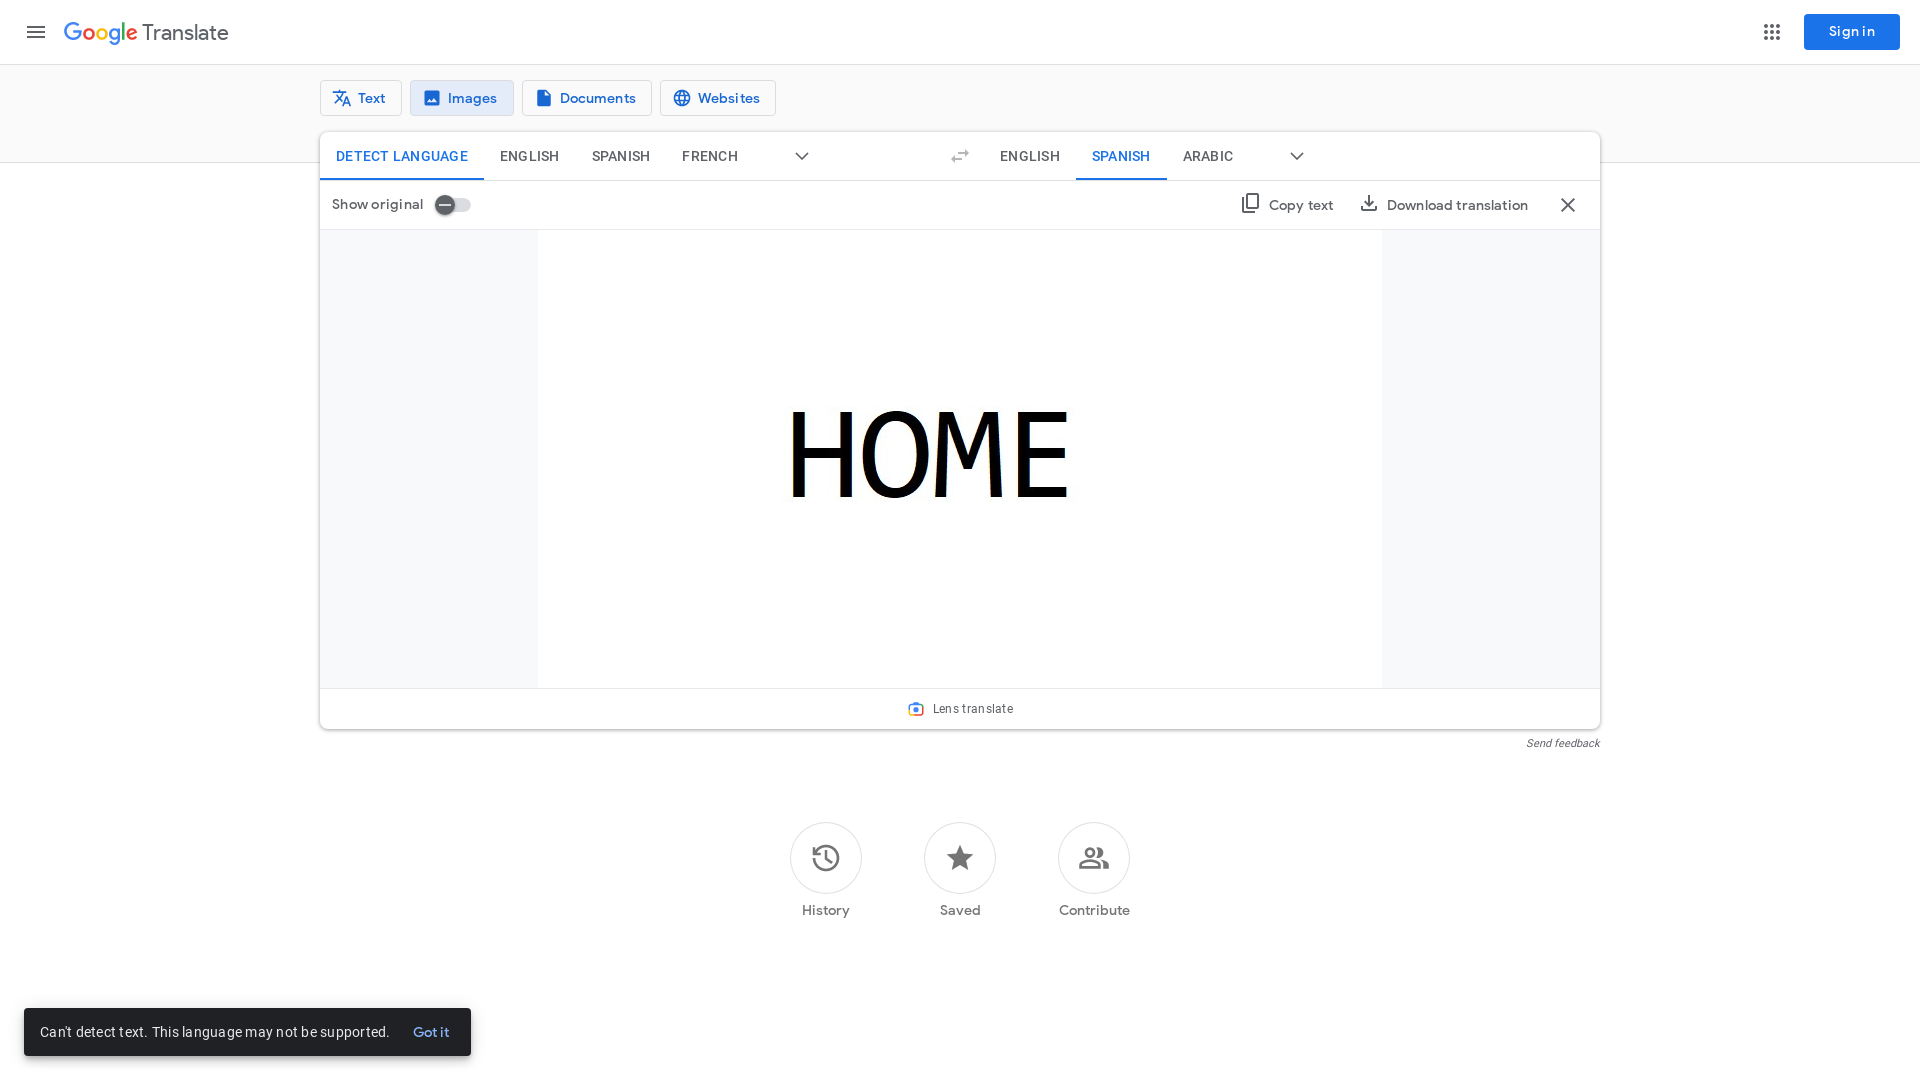 Google Translate
Sign in
Text
Images
Documents
Websites
DETECT LANGUAGE
ENGLISH
SPANISH
FRENCH
ENGLISH
SPANISH
ARABIC
Show original
Copy text
Download translation
HOME
Lens translate
Send feedback
History
Saved
Contribute
Can't detect text. This language may not be supported.
Got it